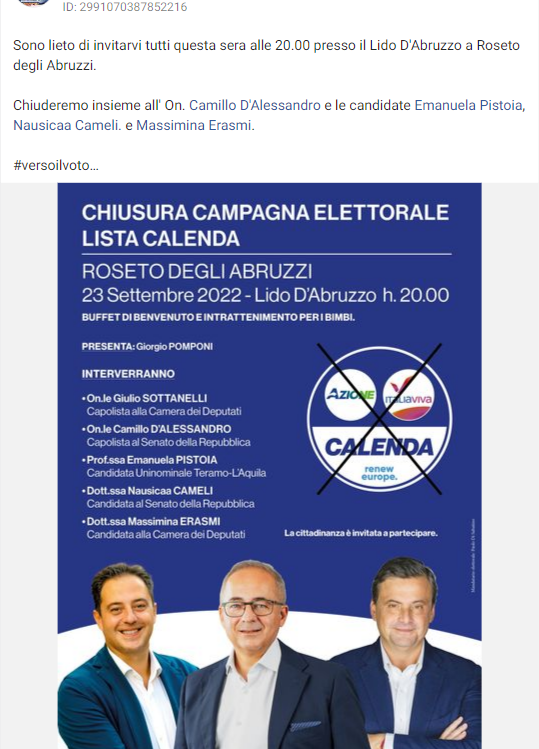 ID: 2991070387852216
Sono lieto di invitarvi tutti questa sera alle 20.00 presso il Lido D'Abruzzo a Roseto
degli Abruzzi.
Chiuderemo insieme all' On. Camillo D'Alessandro e le candidate Emanuela Pistoia,
Nausicaa Cameli. e Massimina Erasmi.
#versoilvoto...
CHIUSURA CAMPAGNA ELETTORALE
LISTA CALENDA
ROSETO DEGLI ABRUZZI
23 Settembre 2022 - Lido D'Abruzzo h. 20.00
BUFFET DI BENVENUTO E INTRATTENIMENTO PER I BIMBI.
PRESENTA: Giorgio POMPONI
INTERVERRANNO
•On.le Giulio SOTTANELLI
Capolista alla Camera dei Deputati
•On.le Camillo D'ALESSANDRO
Capolista al Senato della Repubblica
•Prof.ssa Emanuela PISTOIA
Candidata Uninominale Teramo-L'Aquila
•Dott.ssa Nausicaa CAMELI
Candidata al Senato della Repubblica
•Dott.ssa Massimina ERASMI
Candidata alla Camera dei Deputati
AZIONE
ITALIAVIVA
CALENDA
renew
europe.
La cittadinanza è invitata a partecipare.